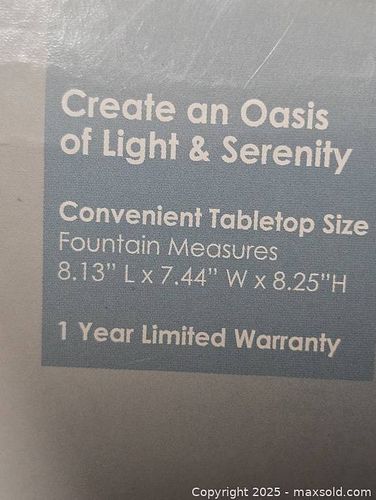 Create an Oasis
of Light & Serenity
Convenient Tabletop Size
Fountain Measures
8.13” L x 7.44” W x 8.25”H
1 Year Limited Warranty
Copyright 2025 - maxsold.com